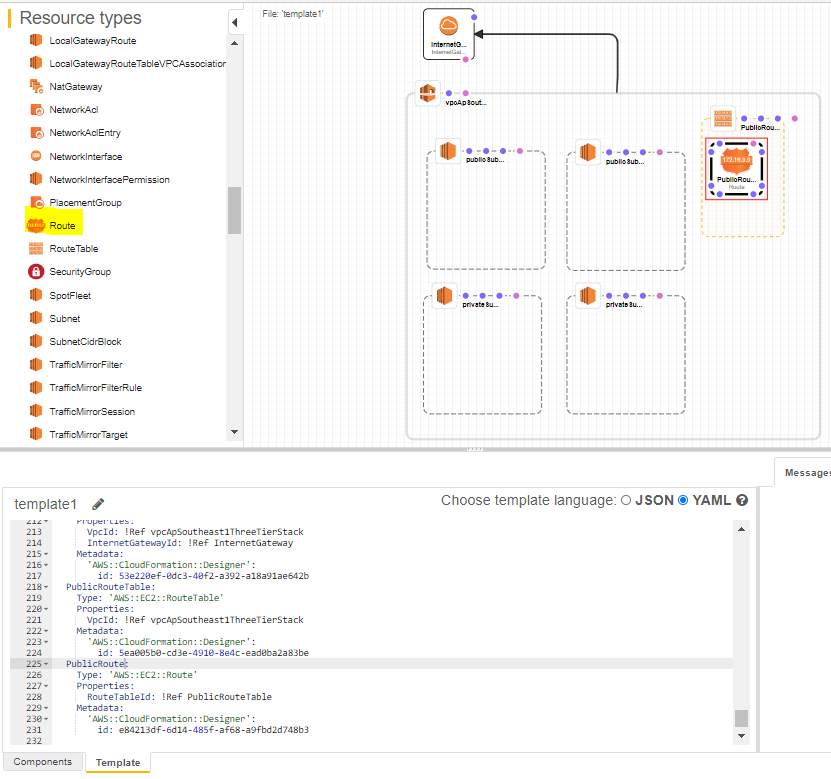 Resource types
LocalGatewayRoute
LocalGatewayRouteTableVPCAssociation
NatGateway
NetworkAcl
NetworkAclEntry
NetworkInterface
NetworkInterfacePermission
PlacementGroup
Route
RouteTable
SecurityGroup
SpotFleet
Subnet
SubnetCidrBlock
TrafficMirrorFilter
TrafficMirrorFilterRule
TrafficMirrorSession
TrafficMirrorTarget
File: 'template1'
InternetG...
InternetGat...
vpcApSout...
publicSub...
publicSub...
PublicRou...
172.16.0.0
PublicRou...
Route
privateSu...
privateSu...
Messages
template1
Choose template language: JSON YAML
212 Properties:
213 VpcId: !Ref vpcApSoutheast1ThreeTierStack
214 InternetGatewayId: !Ref InternetGateway
215 Metadata:
216 'AWS::CloudFormation::Designer':
217 id: 53e220ef-0dc3-40f2-a392-a18a91ae642b
218 PublicRouteTable:
219 Type: 'AWS::EC2::RouteTable'
220 Properties:
221 VpcId: !Ref vpcApSoutheast1ThreeTierStack
222 Metadata:
223 'AWS::CloudFormation::Designer':
224 id: 5ea005b0-cd3e-4910-8e4c-ead0ba2a83be
225 PublicRoute:
226 Type: 'AWS::EC2::Route'
227 Properties:
228 RouteTableId: !Ref PublicRouteTable
229 Metadata:
230 'AWS::CloudFormation::Designer':
231 id: e84213df-6d14-485f-af68-a9fbd2d748b3
232
Components
Template